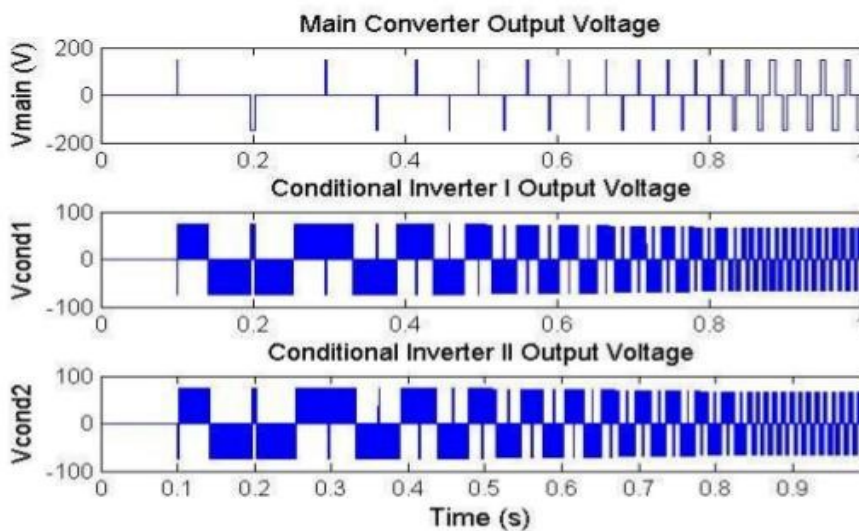 Main Converter Output Voltage
200
0
-200
Vmain (V)
0 0.2 0.4 0.6 0.8 1
Conditional Inverter I Output Voltage
100
0
-100
Vcond1
0 0.2 0.4 0.6 0.8 1
Conditional Inverter II Output Voltage
100
0
-100
Vcond2
0 0.1 0.2 0.3 0.4 0.5 0.6 0.7 0.8 0.9
Time (s)